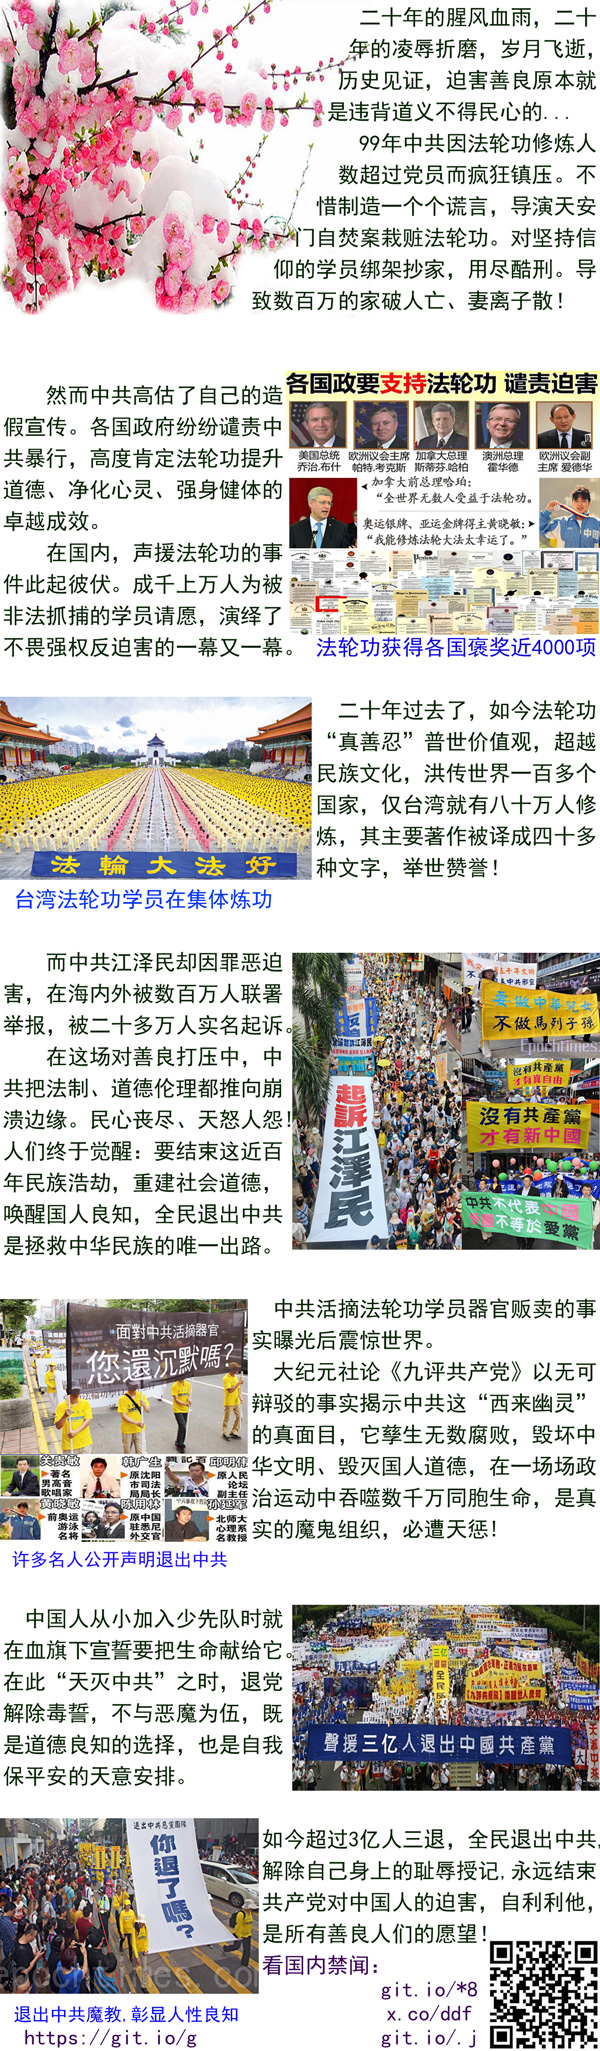 二十年的腥风血雨，二十
年的凌辱折磨，岁月飞逝，
历史见证，迫害善良原本就
是违背道义不得民心的...
99年中共因法轮功修炼人
数超过党员而疯狂镇压。不
惜制造一个个谎言，导演天安
门自焚案栽赃法轮功。对坚持信
仰的学员绑架抄家，用尽酷刑。导
致数百万的家破人亡、妻离子散！
然而中共高估了自己的造
假宣传。各国政府纷纷谴责中
共暴行，高度肯定法轮功提升
道德、净化心灵、强身健体的
卓越成效。
在国内，声援法轮功的事
件此起彼伏。成千上万人为被
非法抓捕的学员请愿，演绎了
不畏强权反迫害的一幕又一幕。
各国政要支持法轮功 谴责迫害
美国总统
乔治.布什
欧洲议会主席
帕特.考克斯
加拿大总理
斯蒂芬.哈柏
澳洲总理
霍华德
欧洲议会副
主席 爱德华
加拿大前总理哈珀：
“全世界无数人受益于法轮功。
奥运银牌、亚运金牌得主黄晓敏：
“我能修炼法轮大法太幸运了。”
法轮功获得各国褒奖近4000项
法輪大法好
台湾法轮功学员在集体炼功
二十年过去了，如今法轮功
“真善忍”普世价值观，超越
民族文化，洪传世界一百多个
国家，仅台湾就有八十万人修
炼，其主要著作被译成四十多
种文字，举世赞誉！
而中共江泽民却因罪恶迫
害，在海内外被数百万人联署
举报，被二十多万人实名起诉。
在这场对善良打压中，中
共把法制、道德伦理都推向崩
溃边缘。民心丧尽、天怒人怨！
人们终于觉醒：要结束这近百
年民族浩劫，重建社会道德，
唤醒国人良知，全民退出中共
是拯救中华民族的唯一出路。
起訴江澤民
要做中華兒女
不做馬列子孫
Epochtimes
沒有共產黨
才有真自由
沒有共產黨
才有新中國
中共不代表中國
愛國不等於愛黨
面對中共活摘器官
您還沉默嗎?
关贵敏
著名
男高音
歌唱家
韩广生
原沈阳
市司法
局局长
邱明伟
原人民
论坛
副主任
黄晓敏
前奥运
游泳
名将
陈用林
原中国
驻悉尼
外交官
孙延军
北师大
心理系
名教授
许多名人公开声明退出中共
中共活摘法轮功学员器官贩卖的事
实曝光后震惊世界。
大纪元社论《九评共产党》以无可
辩驳的事实揭示中共这“西来幽灵”
的真面目，它孽生无数腐败，毁坏中
华文明、毁灭国人道德，在一场场政
治运动中吞噬数千万同胞生命，是真
实的魔鬼组织，必遭天惩！
中国人从小加入少先队时就
在血旗下宣誓要把生命献给它。
在此“天灭中共”之时，退党
解除毒誓，不与恶魔为伍，既
是道德良知的选择，也是自我
保平安的天意安排。
聲援三亿人退出中國共產黨
退出中共惡黨團隊
你退了嗎?
退出中共魔教,彰显人性良知
https://git.io/g
如今超过3亿人三退，全民退出中共，
解除自己身上的耻辱授记,永远结束
共产党对中国人的迫害，自利利他，
是所有善良人们的愿望！
看国内禁闻：
git.io/*8
x.co/ddf
git.io/.j